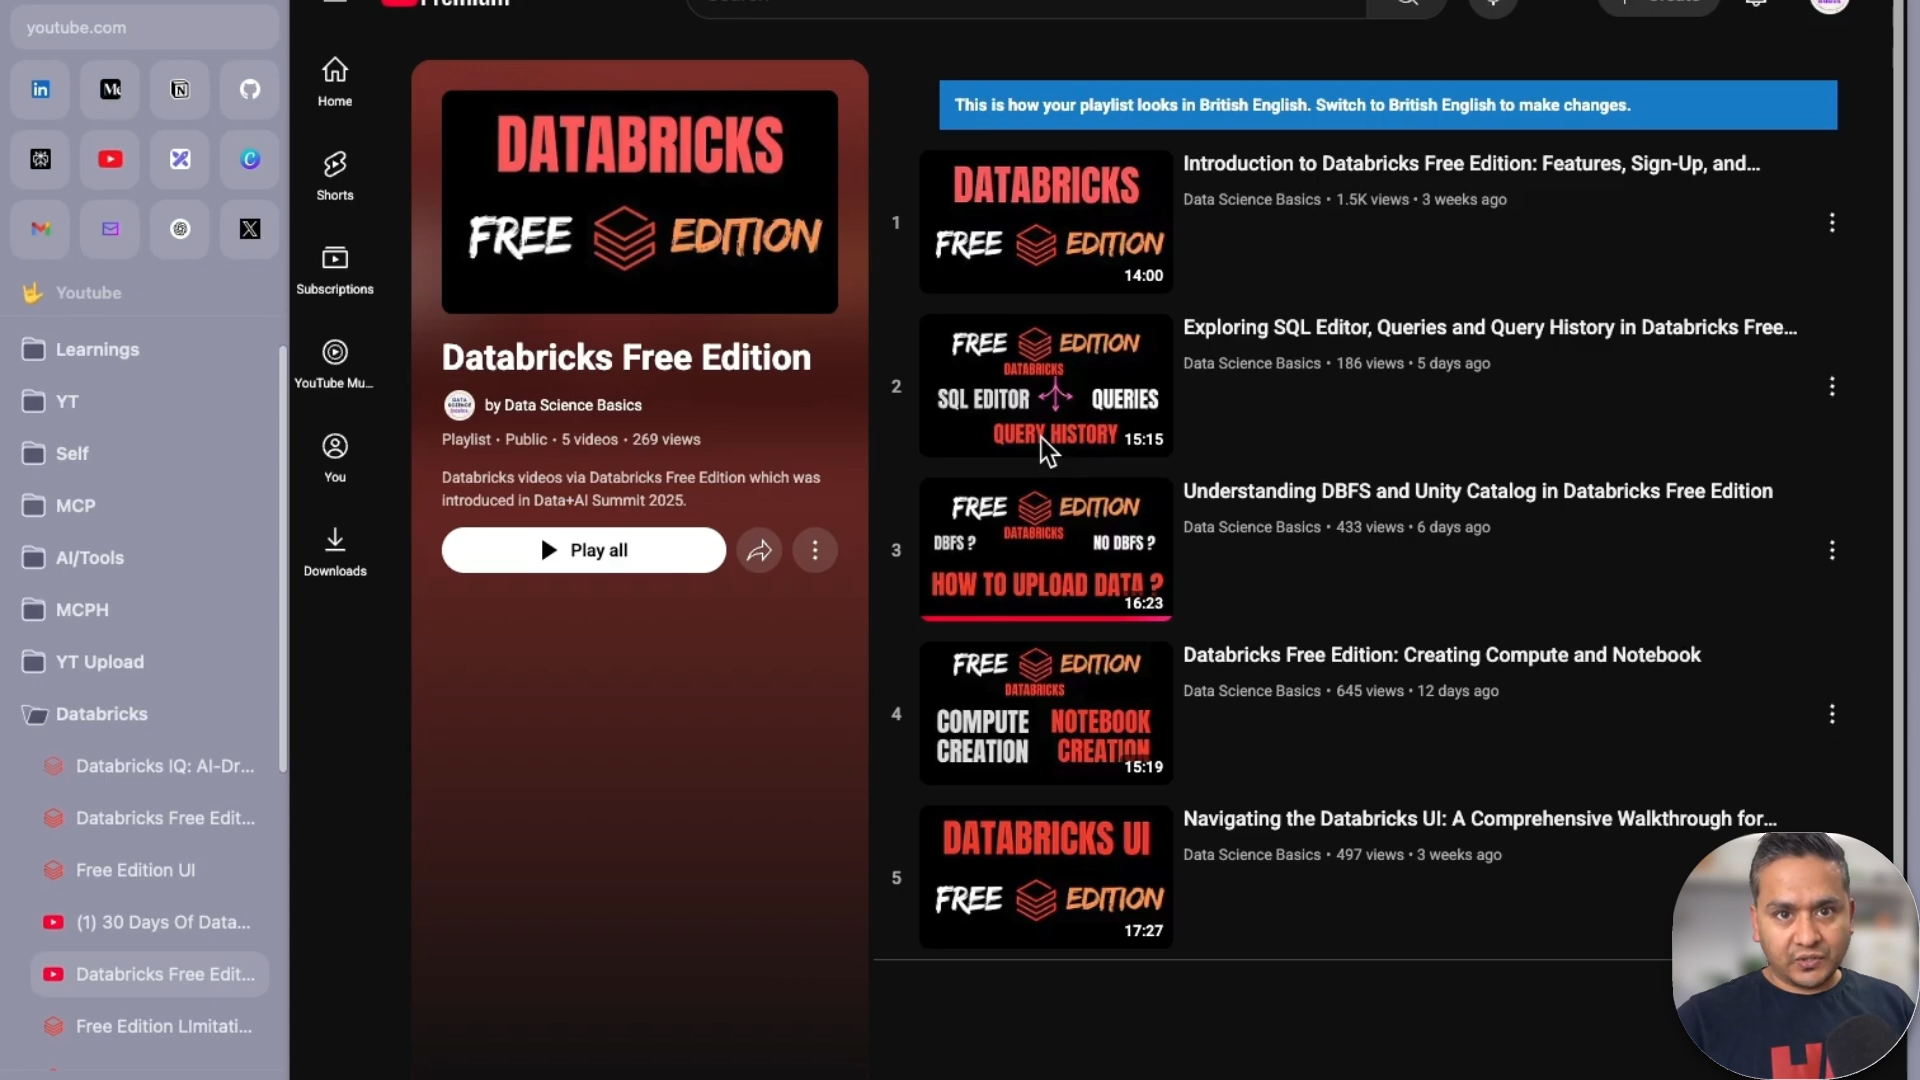 youtube.com
Youtube
Learnings
YT
Self
MCP
AI/Tools
MCPH
YT Upload
Databricks
Databricks IQ: AI-Dr...
Databricks Free Edit...
Free Edition UI
(1) 30 Days Of Data...
Databricks Free Edit...
Free Edition LImitati...
Premium
Home
Shorts
Subscriptions
YouTube Mu...
You
Downloads
DATABRICKS
FREE EDITION
Databricks Free Edition
by Data Science Basics
Playlist • Public • 5 videos • 269 views
Databricks videos via Databricks Free Edition which was
introduced in Data+AI Summit 2025.
Play all
This is how your playlist looks in British English. Switch to British English to make changes.
1
DATABRICKS
FREE EDITION
14:00
Introduction to Databricks Free Edition: Features, Sign-Up, and...
Data Science Basics • 1.5K views • 3 weeks ago
2
FREE EDITION
DATABRICKS
SQL EDITOR QUERIES
QUERY HISTORY
15:15
Exploring SQL Editor, Queries and Query History in Databricks Free...
Data Science Basics • 186 views • 5 days ago
3
FREE EDITION
DATABRICKS
DBFS ? NO DBFS ?
HOW TO UPLOAD DATA ?
16:23
Understanding DBFS and Unity Catalog in Databricks Free Edition
Data Science Basics • 433 views • 6 days ago
4
FREE EDITION
DATABRICKS
COMPUTE NOTEBOOK
CREATION CREATION
15:19
Databricks Free Edition: Creating Compute and Notebook
Data Science Basics • 645 views • 12 days ago
5
DATABRICKS UI
FREE EDITION
17:27
Navigating the Databricks UI: A Comprehensive Walkthrough for...
Data Science Basics • 497 views • 3 weeks ago